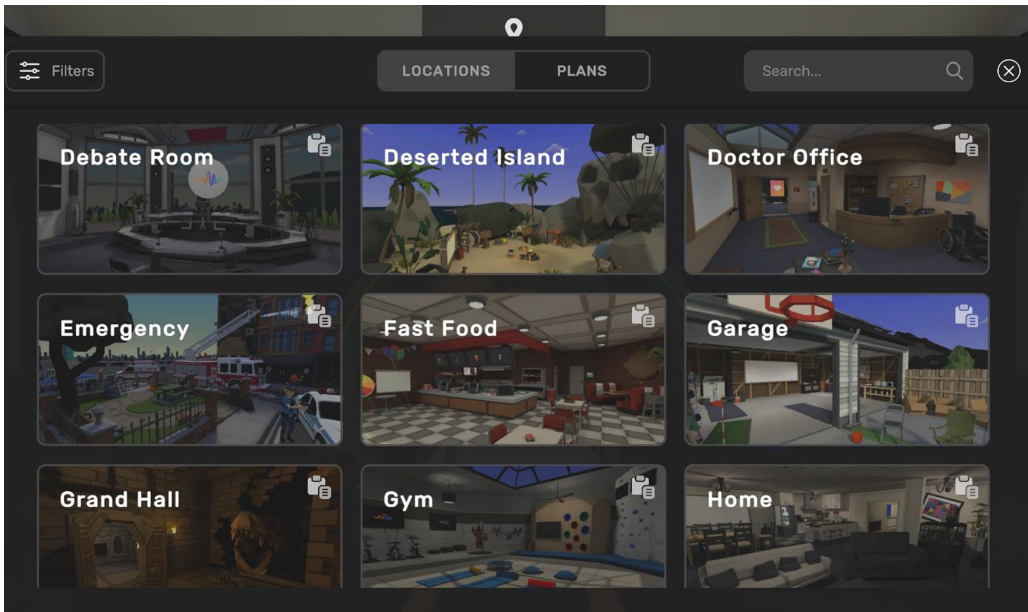 Filters
LOCATIONS
PLANS
Search...
Debate Room
Deserted Island
Doctor Office
Emergency
Fast Food
Garage
Grand Hall
Gym
Home